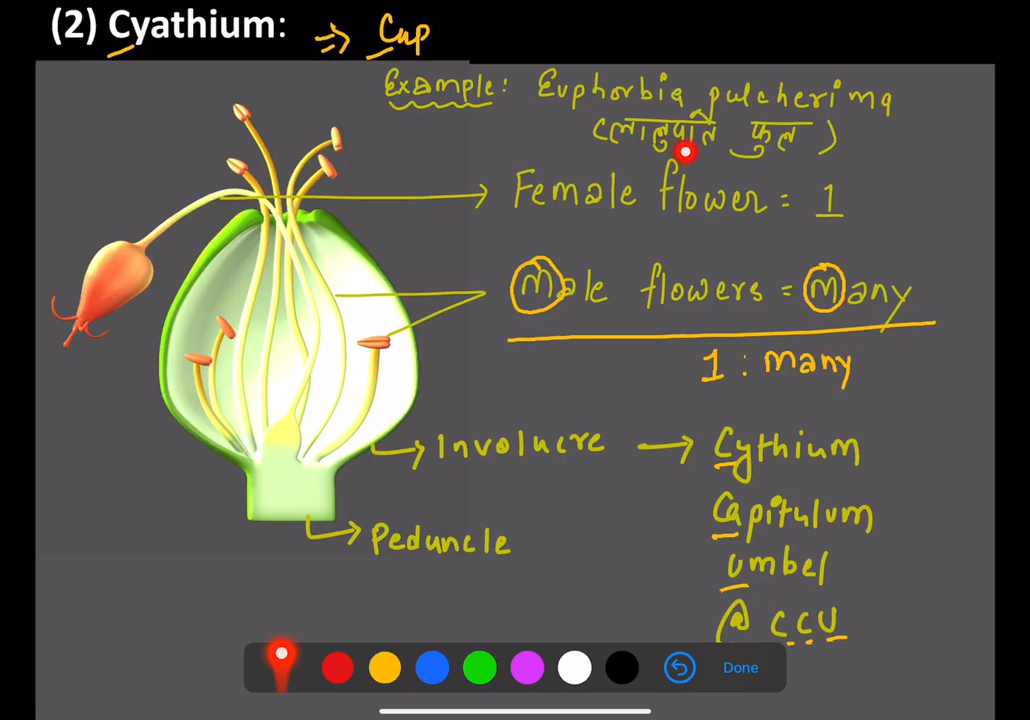 (2) Cyathium: ⇒ Cup
Example: Euphorbia pulcherima
( ফুল )
Female flower = 1
Male flowers = Many
1 : many
Involucre → Cythium
Capitulum
Peduncle
umbel
@ CCU
Done